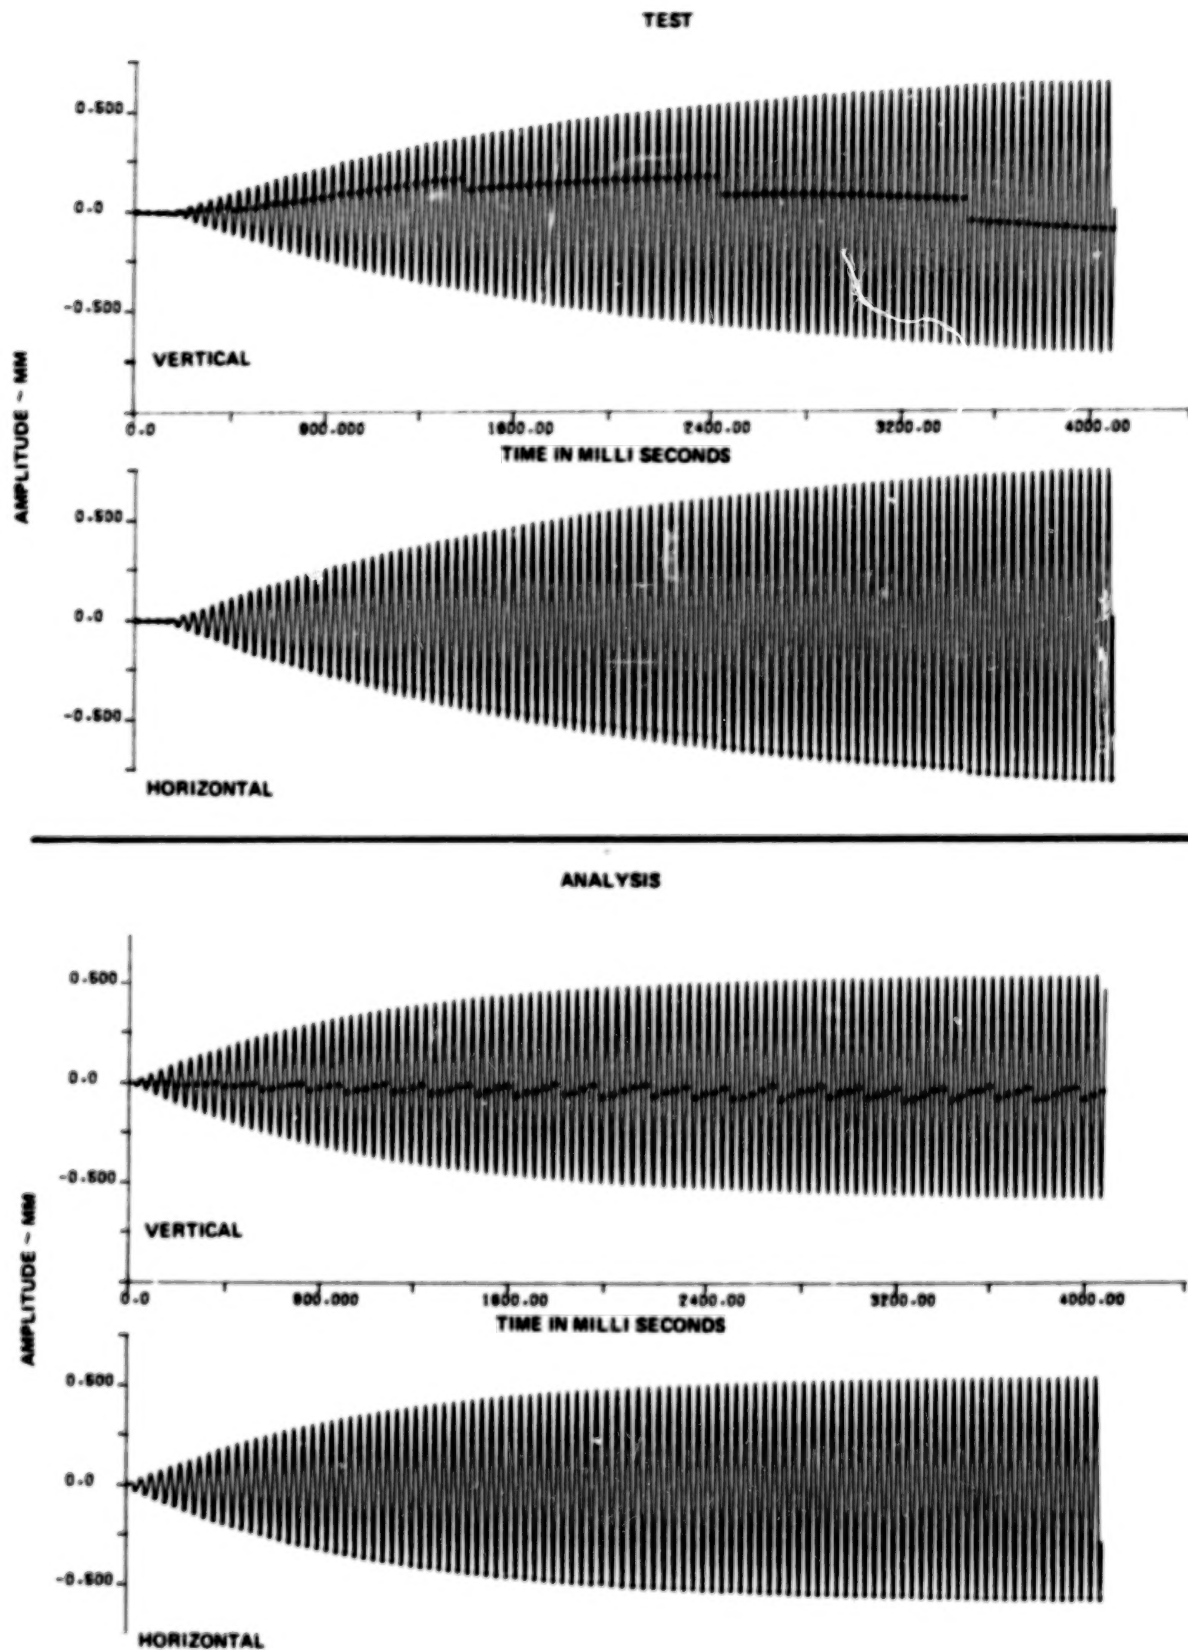 TEST
0.500
0.0
-0.500
VERTICAL
AMPLITUDE ~ MM
0.0 800.000 1600.00 2400.00 3200.00 4000.00
TIME IN MILLI SECONDS
0.500
0.0
-0.500
HORIZONTAL
ANALYSIS
0.500
0.0
-0.500
VERTICAL
AMPLITUDE ~ MM
0.0 800.000 1600.00 2400.00 3200.00 4000.00
TIME IN MILLI SECONDS
0.500
0.0
-0.500
HORIZONTAL